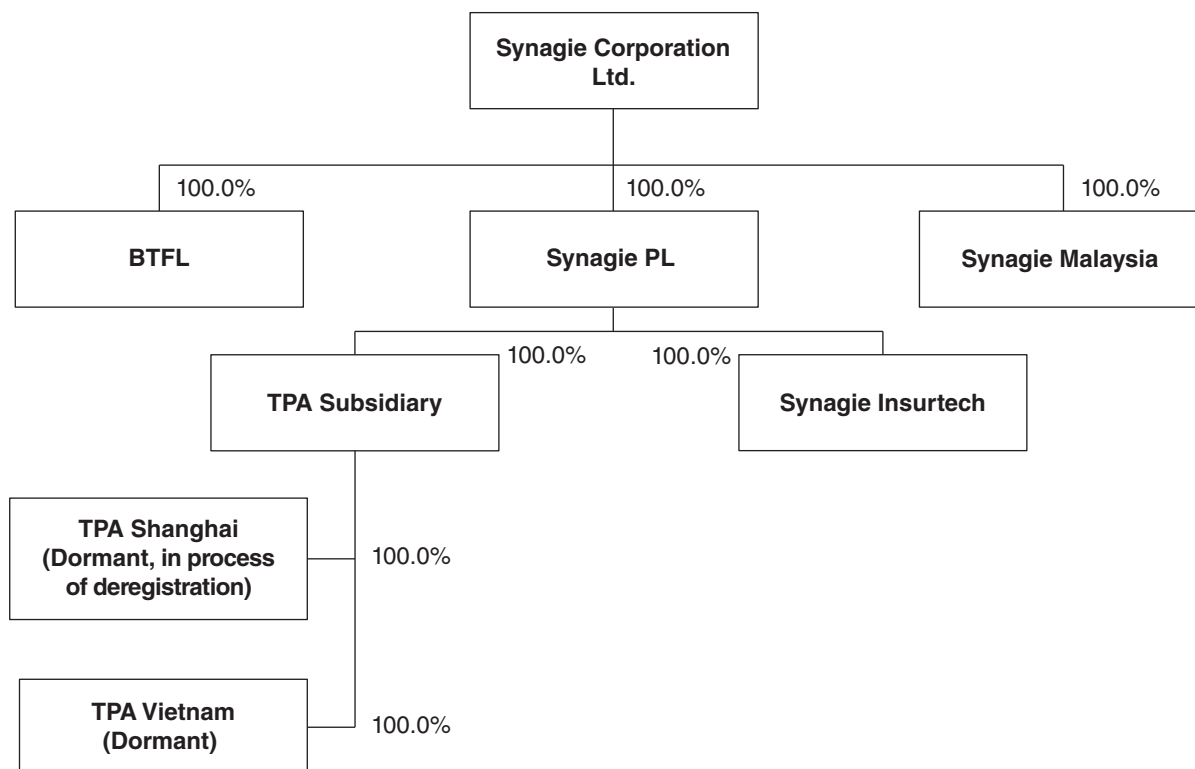 Synagie Corporation
Ltd.
100.0%
100.0%
100.0%
BTFL
Synagie PL
Synagie Malaysia
100.0%
100.0%
TPA Subsidiary
Synagie Insurtech
TPA Shanghai
(Dormant, in process
of deregistration)
100.0%
TPA Vietnam
(Dormant)
100.0%